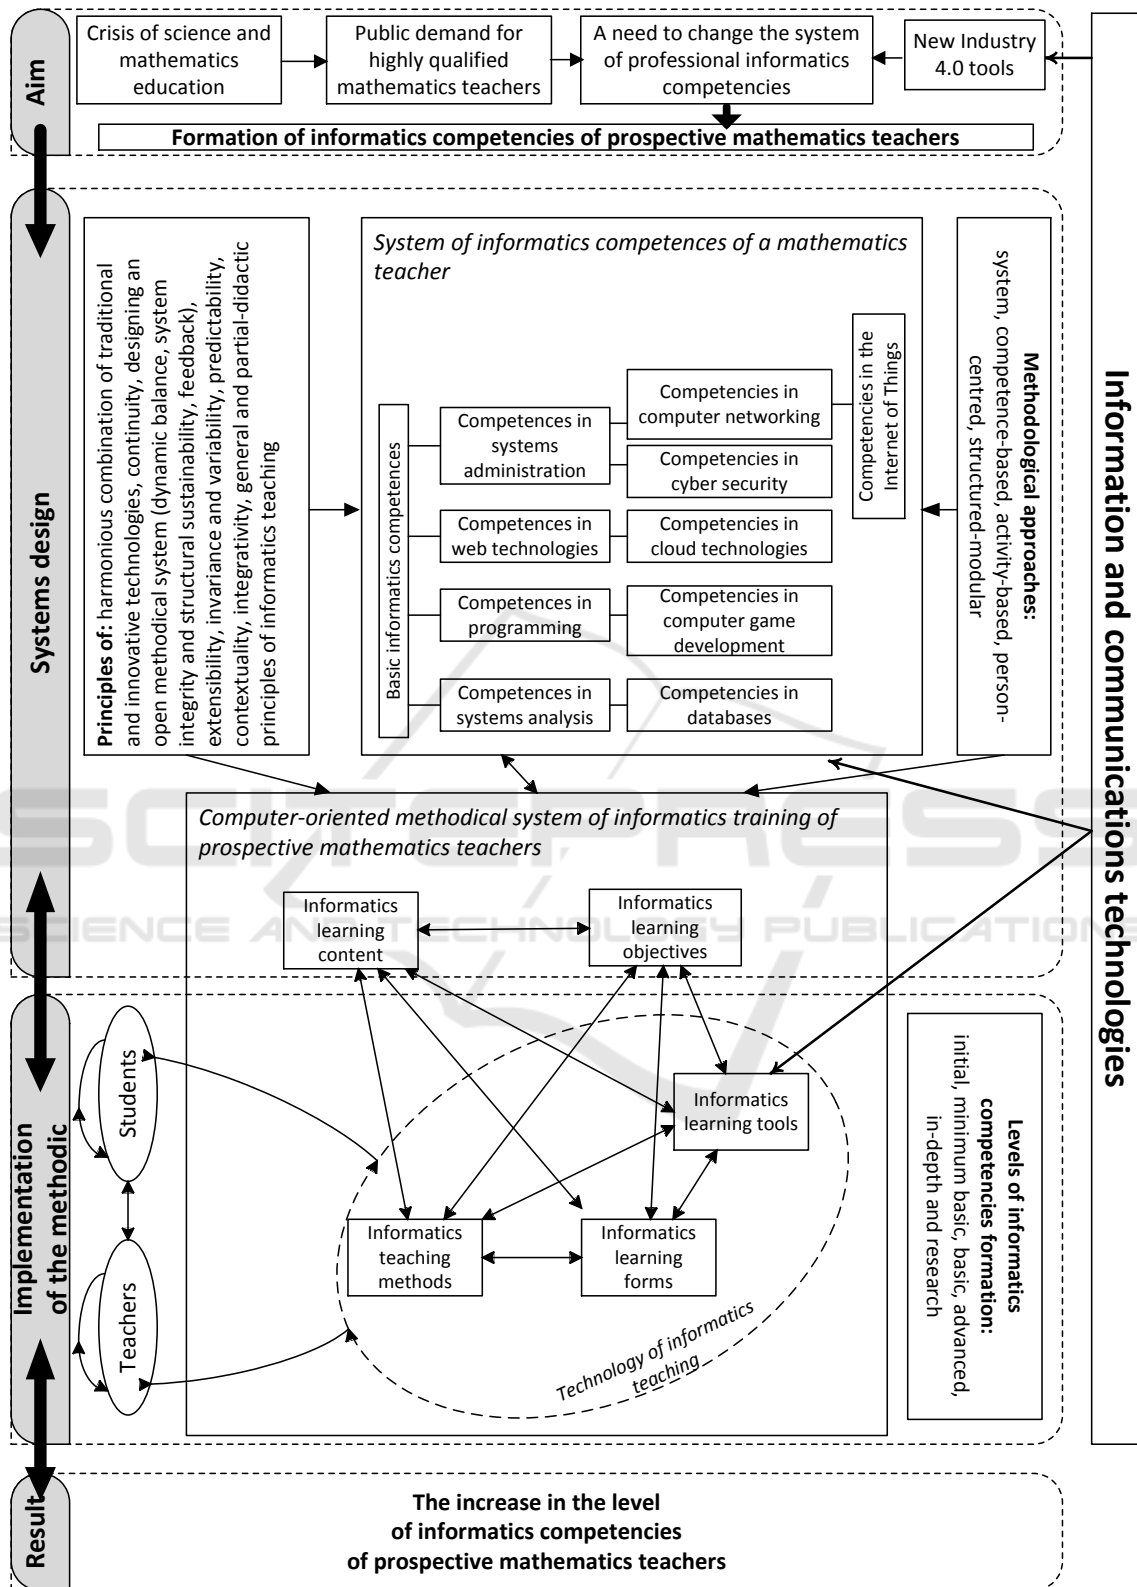 Aim
Crisis of science and
mathematics
education
Public demand for
highly qualified
mathematics teachers
A need to change the system
of professional informatics
competencies
New Industry
4.0 tools
Formation of informatics competencies of prospective mathematics teachers
Information and communications technologies
Systems design
Principles of: harmonious combination of traditional
and innovative technologies, continuity, designing an
open methodical system (dynamic balance, system
integrity and structural sustainability, feedback),
extensibility, invariance and variability, predictability,
contextuality, integrativity, general and partial-didactic
principles of informatics teaching
System of informatics competences of a mathematics
teacher
Basic informatics competences
Competences in
systems
administration
Competencies in
computer networking
Competencies in
cyber security
Competencies in the
Internet of Things
Competences in
web technologies
Competencies in
cloud technologies
Competences in
programming
Competencies in
computer game
development
Competences in
systems analysis
Competencies in
databases
Methodological approaches:
system, competence-based, activity-based, person-
centred, structured-modular
Computer-oriented methodical system of informatics training of
prospective mathematics teachers
Informatics
learning
content
Informatics
learning
objectives
SCITEPRESS
SCIENCE AND TECHNOLOGY PUBLICATIONS
Implementation
of the methodic
Students
Teachers
Informatics
learning tools
Informatics
teaching
methods
Informatics
learning
forms
Technology of informatics
teaching
Levels of informatics
competencies formation:
initial, minimum basic, basic, advanced,
in-depth and research
Result
The increase in the level
of informatics competencies
of prospective mathematics teachers